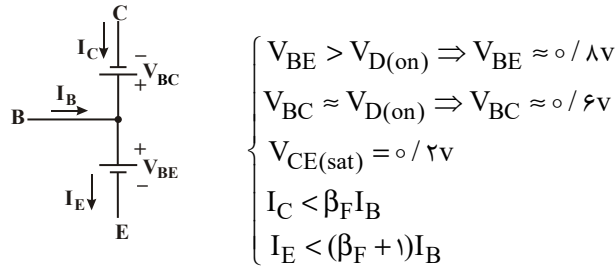 C
I_C
−
V_BC
+
I_B
B
+
V_BE
−
I_E
E
V_BE > V_D(on) ⇒ V_BE ≈ ۰/۸v
V_BC ≈ V_D(on) ⇒ V_BC ≈ ۰/۶v
V_CE(sat) = ۰/۲v
I_C < β_F I_B
I_E < (β_F + ۱)I_B